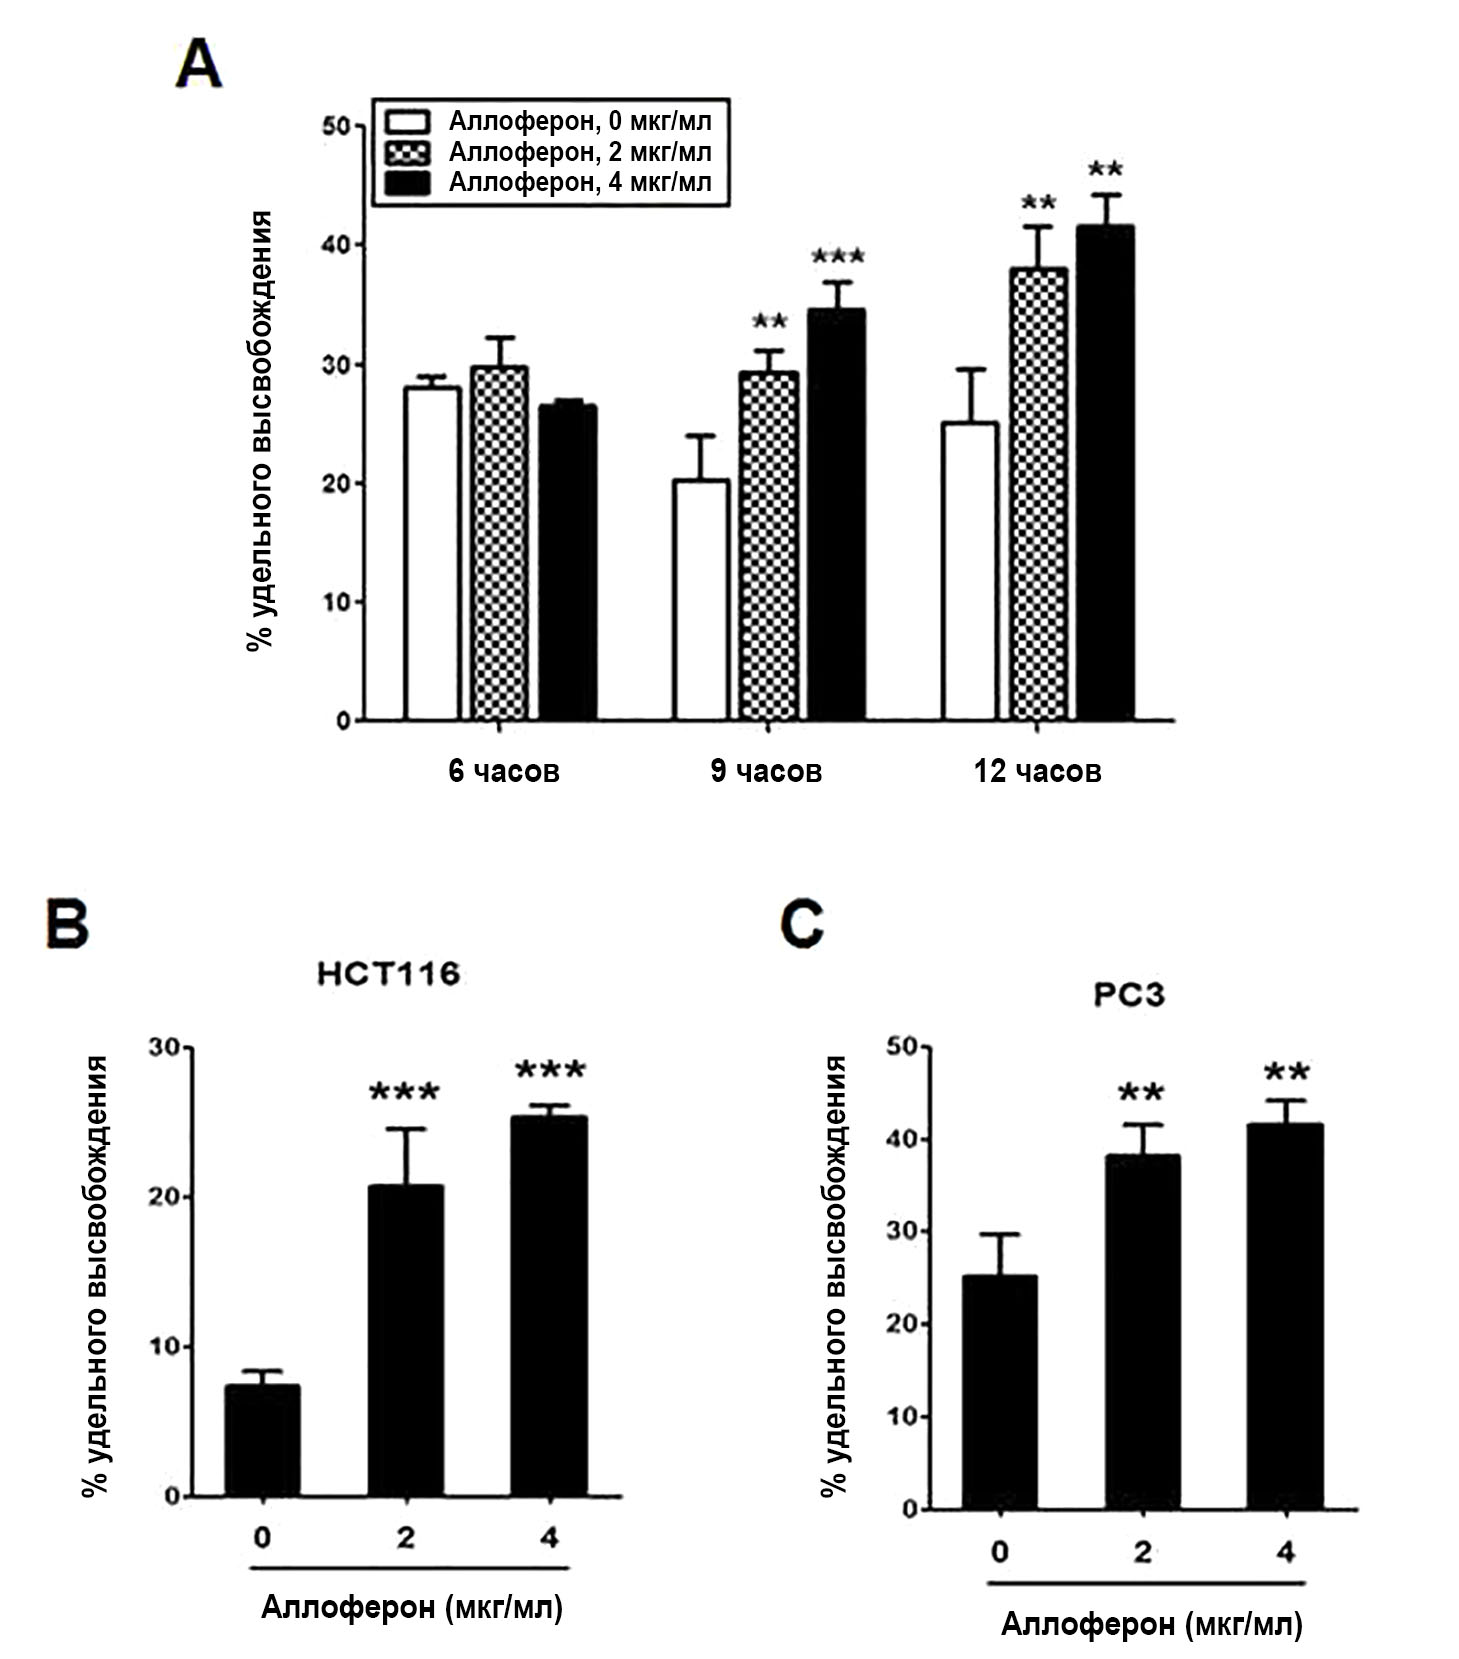 A
Аллоферон, 0 мкг/мл
Аллоферон, 2 мкг/мл
Аллоферон, 4 мкг/мл
% удельного высвобождения
50
40
30
20
10
0
**
***
**
**
6 часов
9 часов
12 часов
B
HCT116
% удельного высвобождения
30
20
10
0
***
***
0
2
4
Аллоферон (мкг/мл)
C
PC3
% удельного высвобождения
50
40
30
20
10
0
**
**
0
2
4
Аллоферон (мкг/мл)